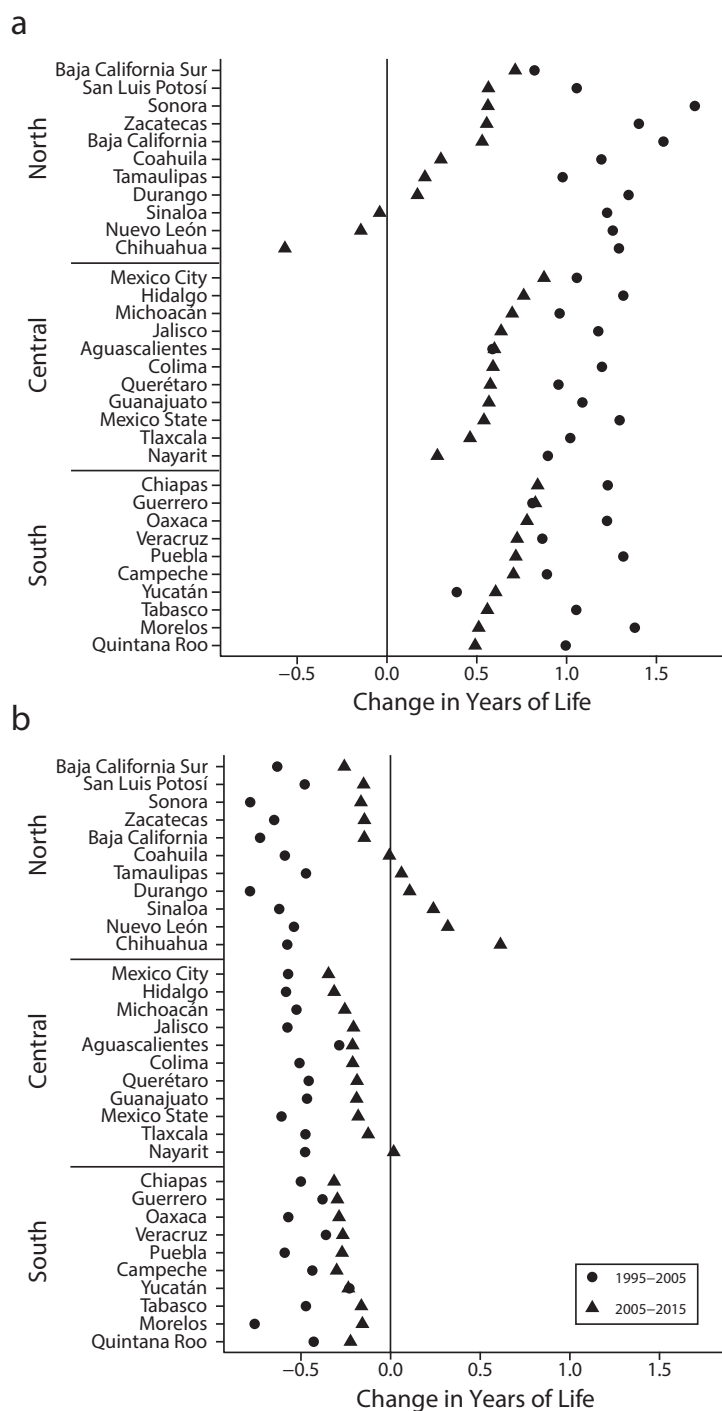 a
North
Baja California Sur
San Luis Potosí
Sonora
Zacatecas
Baja California
Coahuila
Tamaulipas
Durango
Sinaloa
Nuevo León
Chihuahua
Central
Mexico City
Hidalgo
Michoacán
Jalisco
Aguascalientes
Colima
Querétaro
Guanajuato
Mexico State
Tlaxcala
Nayarit
South
Chiapas
Guerrero
Oaxaca
Veracruz
Puebla
Campeche
Yucatán
Tabasco
Morelos
Quintana Roo
−0.5 0.0 0.5 1.0 1.5
Change in Years of Life
b
North
Baja California Sur
San Luis Potosí
Sonora
Zacatecas
Baja California
Coahuila
Tamaulipas
Durango
Sinaloa
Nuevo León
Chihuahua
Central
Mexico City
Hidalgo
Michoacán
Jalisco
Aguascalientes
Colima
Querétaro
Guanajuato
Mexico State
Tlaxcala
Nayarit
South
Chiapas
Guerrero
Oaxaca
Veracruz
Puebla
Campeche
Yucatán
Tabasco
Morelos
Quintana Roo
1995−2005
2005−2015
−0.5 0.0 0.5 1.0 1.5
Change in Years of Life